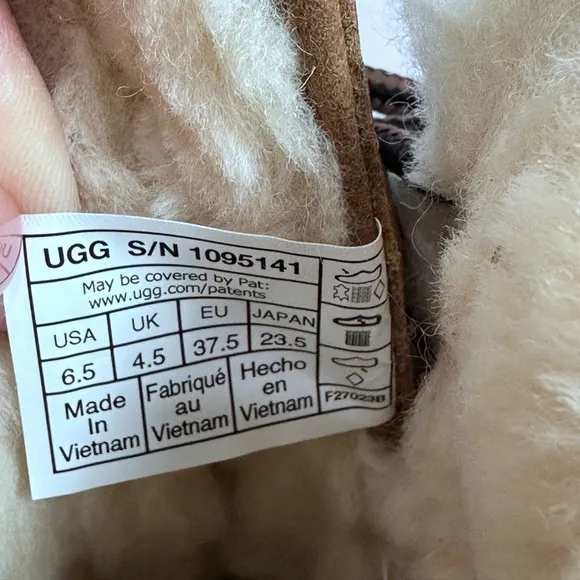 UGG S/N 1095141
May be covered by Pat:
www.ugg.com/patents
USA UK EU JAPAN
6.5 4.5 37.5 23.5
Made In Vietnam
Fabriqué au Vietnam
Hecho en Vietnam
F27023B